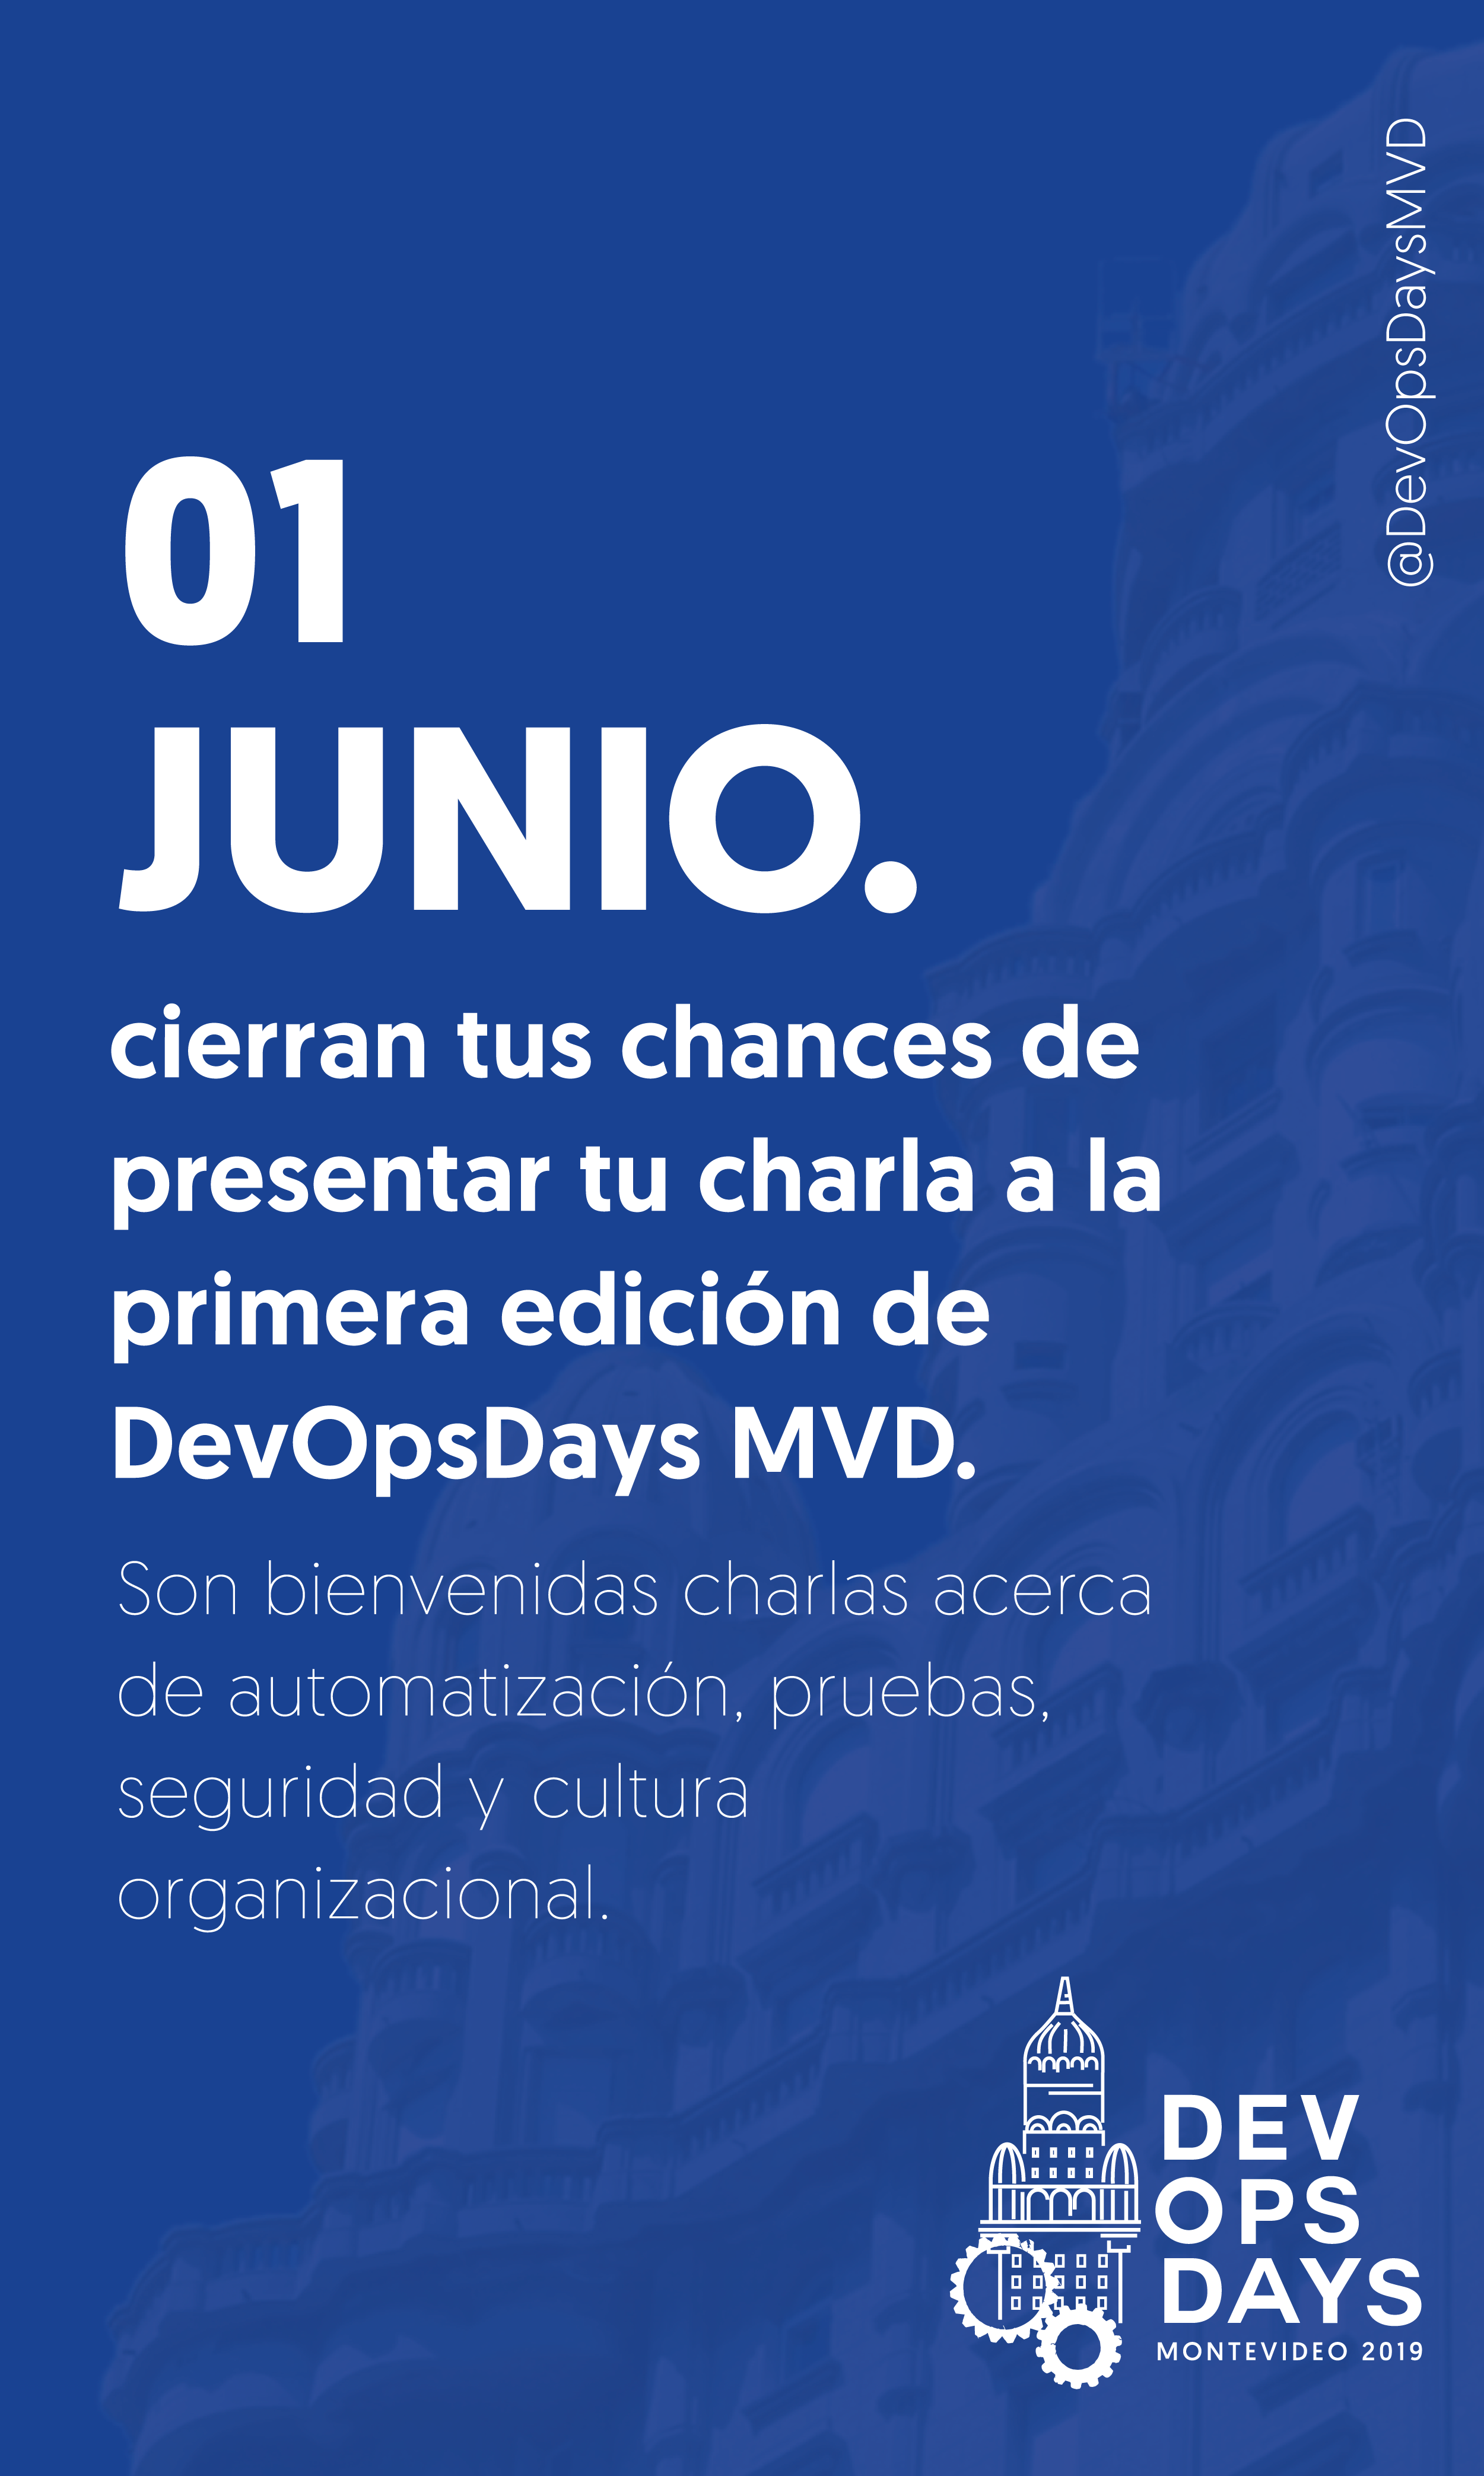 @DevOpsDaysMVD
01
JUNIO.
cierran tus chances de
presentar tu charla a la
primera edición de
DevOpsDays MVD.
Son bienvenidas charlas acerca
de automatización, pruebas,
seguridad y cultura
organizacional.
DEV
OPS
DAYS
MONTEVIDEO 2019